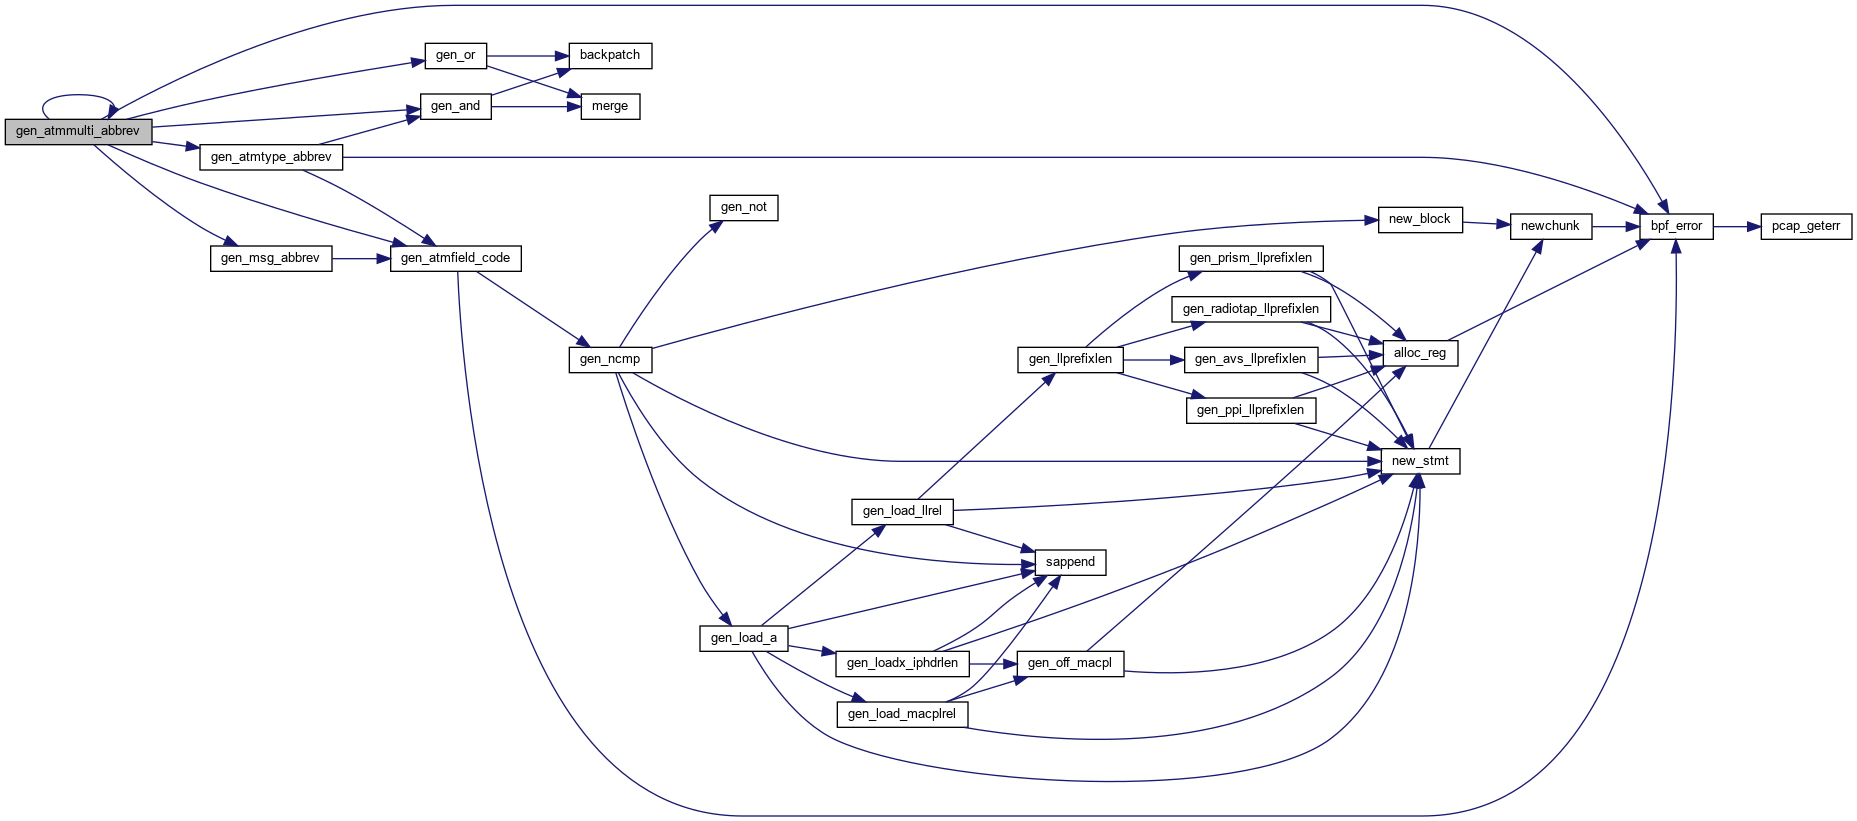 gen_atmmulti_abbrev
gen_or
gen_and
gen_atmtype_abbrev
gen_msg_abbrev
backpatch
merge
gen_atmfield_code
gen_ncmp
gen_not
gen_load_a
gen_load_llrel
gen_loadx_iphdrlen
gen_load_macplrel
gen_llprefixlen
sappend
gen_off_macpl
gen_prism_llprefixlen
gen_radiotap_llprefixlen
gen_avs_llprefixlen
gen_ppi_llprefixlen
new_block
alloc_reg
new_stmt
newchunk
bpf_error
pcap_geterr